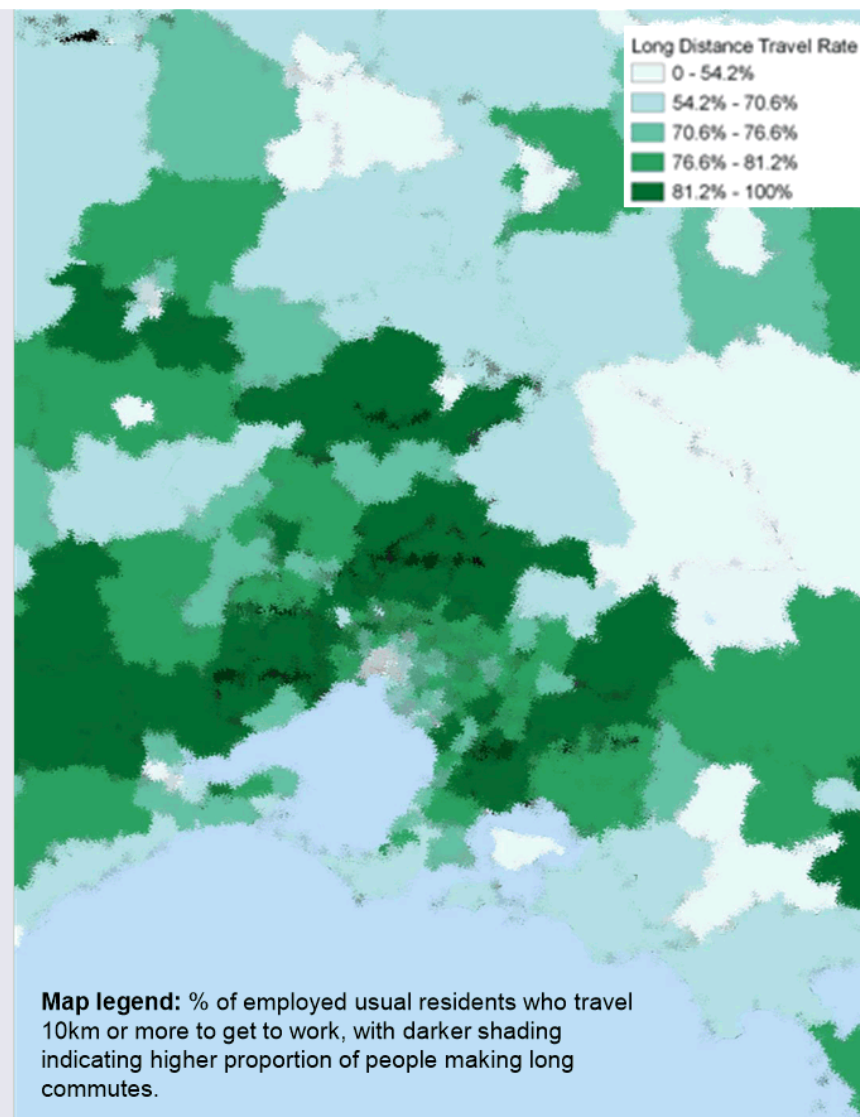 Long Distance Travel Rate
0 - 54.2%
54.2% - 70.6%
70.6% - 76.6%
76.6% - 81.2%
81.2% - 100%
Map legend: % of employed usual residents who travel
10km or more to get to work, with darker shading
indicating higher proportion of people making long
commutes.